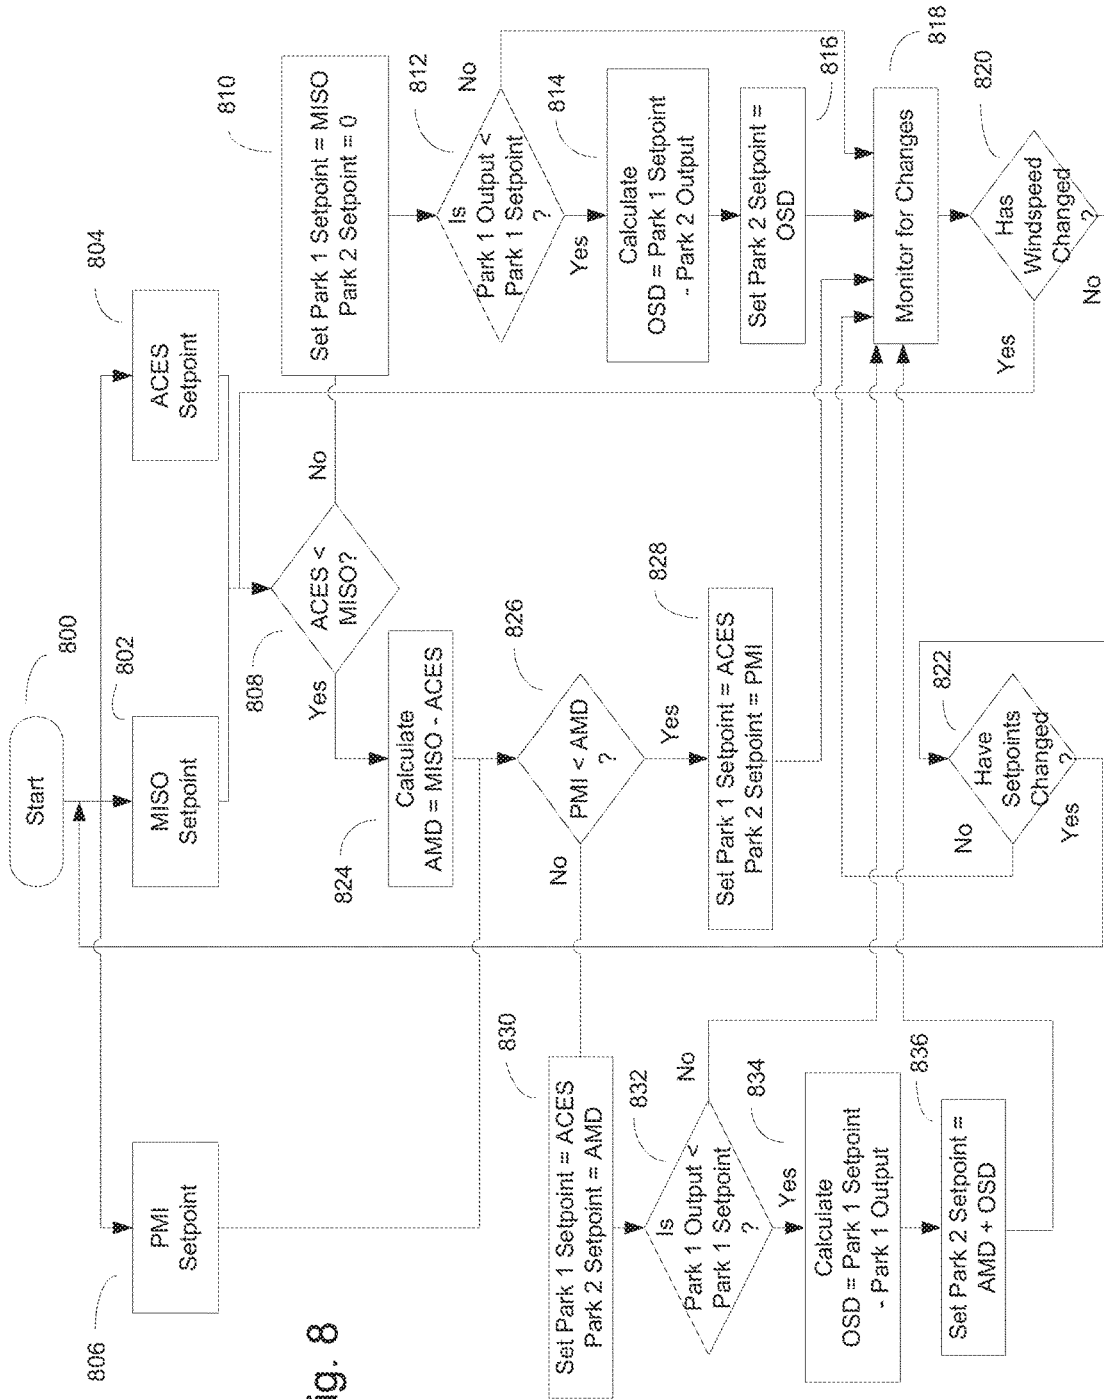 Start
800
MISO
Setpoint
802
ACES
Setpoint
804
PMI
Setpoint
806
ACES <
MISO?
808
Yes
No
Set Park 1 Setpoint = MISO
Park 2 Setpoint = 0
810
Is
Park 1 Output <
Park 1 Setpoint
?
812
No
Yes
Calculate
OSD = Park 1 Setpoint
- Park 2 Output
814
Set Park 2 Setpoint =
OSD
816
Monitor for Changes
818
Has
Windspeed
Changed
?
820
Yes
No
Have
Setpoints
Changed
?
822
No
Yes
Calculate
AMD = MISO - ACES
824
PMI < AMD
?
826
No
Yes
Set Park 1 Setpoint = ACES
Park 2 Setpoint = PMI
828
Set Park 1 Setpoint = ACES
Park 2 Setpoint = AMD
830
Is
Park 1 Output <
Park 1 Setpoint
?
832
No
Yes
Calculate
OSD = Park 1 Setpoint
- Park 1 Output
834
Set Park 2 Setpoint =
AMD + OSD
836
ig. 8